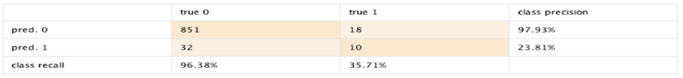 true 0 true 1 class precision
pred. 0 851 18 97.93%
pred. 1 32 10 23.81%
class recall 96.38% 35.71%